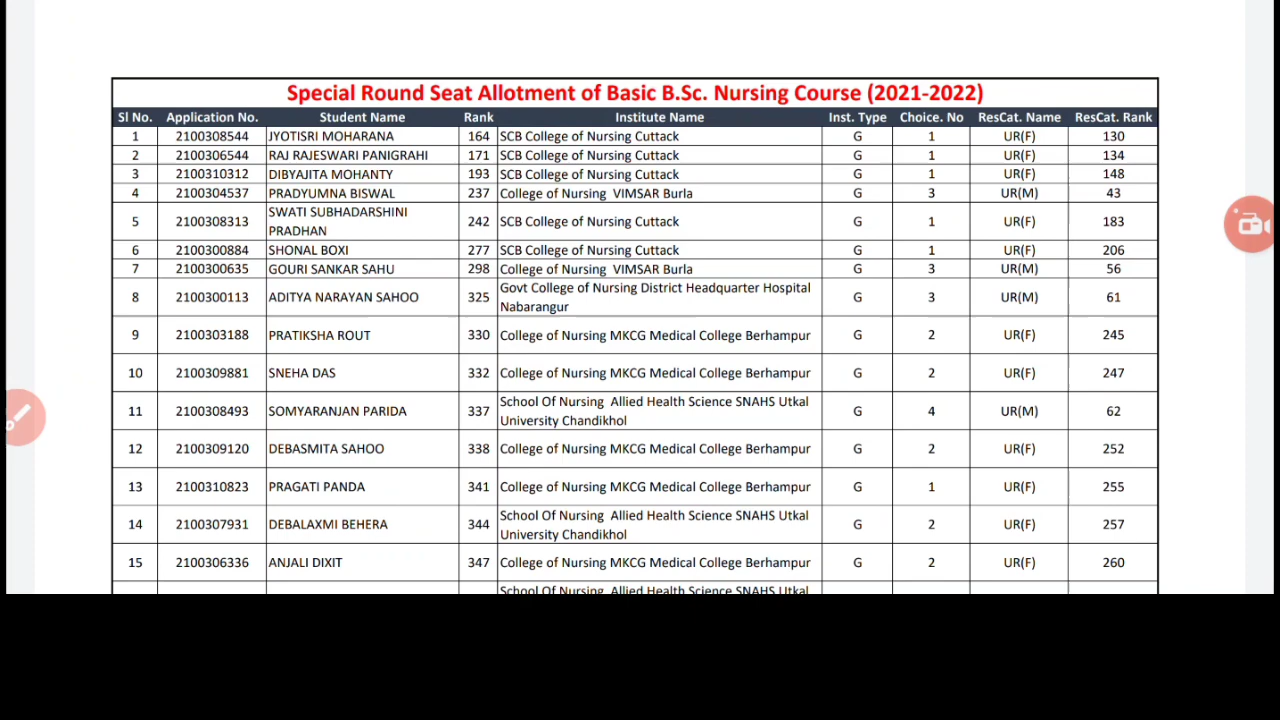 Special Round Seat Allotment of Basic B.Sc. Nursing Course (2021-2022)
Sl No. Application No. Student Name Rank Institute Name Inst. Type Choice. No ResCat. Name ResCat. Rank
1 2100308544 JYOTISRI MOHARANA 164 SCB College of Nursing Cuttack G 1 UR(F) 130
2 2100306544 RAJ RAJESWARI PANIGRAHI 171 SCB College of Nursing Cuttack G 1 UR(F) 134
3 2100310312 DIBYAJITA MOHANTY 193 SCB College of Nursing Cuttack G 1 UR(F) 148
4 2100304537 PRADYUMNA BISWAL 237 College of Nursing VIMSAR Burla G 3 UR(M) 43
5 2100308313 SWATI SUBHADARSHINI
PRADHAN 242 SCB College of Nursing Cuttack G 1 UR(F) 183
6 2100300884 SHONAL BOXI 277 SCB College of Nursing Cuttack G 1 UR(F) 206
7 2100300635 GOURI SANKAR SAHU 298 College of Nursing VIMSAR Burla G 3 UR(M) 56
8 2100300113 ADITYA NARAYAN SAHOO 325 Govt College of Nursing District Headquarter Hospital
Nabarangur G 3 UR(M) 61
9 2100303188 PRATIKSHA ROUT 330 College of Nursing MKCG Medical College Berhampur G 2 UR(F) 245
10 2100309881 SNEHA DAS 332 College of Nursing MKCG Medical College Berhampur G 2 UR(F) 247
11 2100308493 SOMYARANJAN PARIDA 337 School Of Nursing Allied Health Science SNAHS Utkal
University Chandikhol G 4 UR(M) 62
12 2100309120 DEBASMITA SAHOO 338 College of Nursing MKCG Medical College Berhampur G 2 UR(F) 252
13 2100310823 PRAGATI PANDA 341 College of Nursing MKCG Medical College Berhampur G 1 UR(F) 255
14 2100307931 DEBALAXMI BEHERA 344 School Of Nursing Allied Health Science SNAHS Utkal
University Chandikhol G 2 UR(F) 257
15 2100306336 ANJALI DIXIT 347 College of Nursing MKCG Medical College Berhampur G 2 UR(F) 260
School Of Nursing Allied Health Science SNAHS Utkal